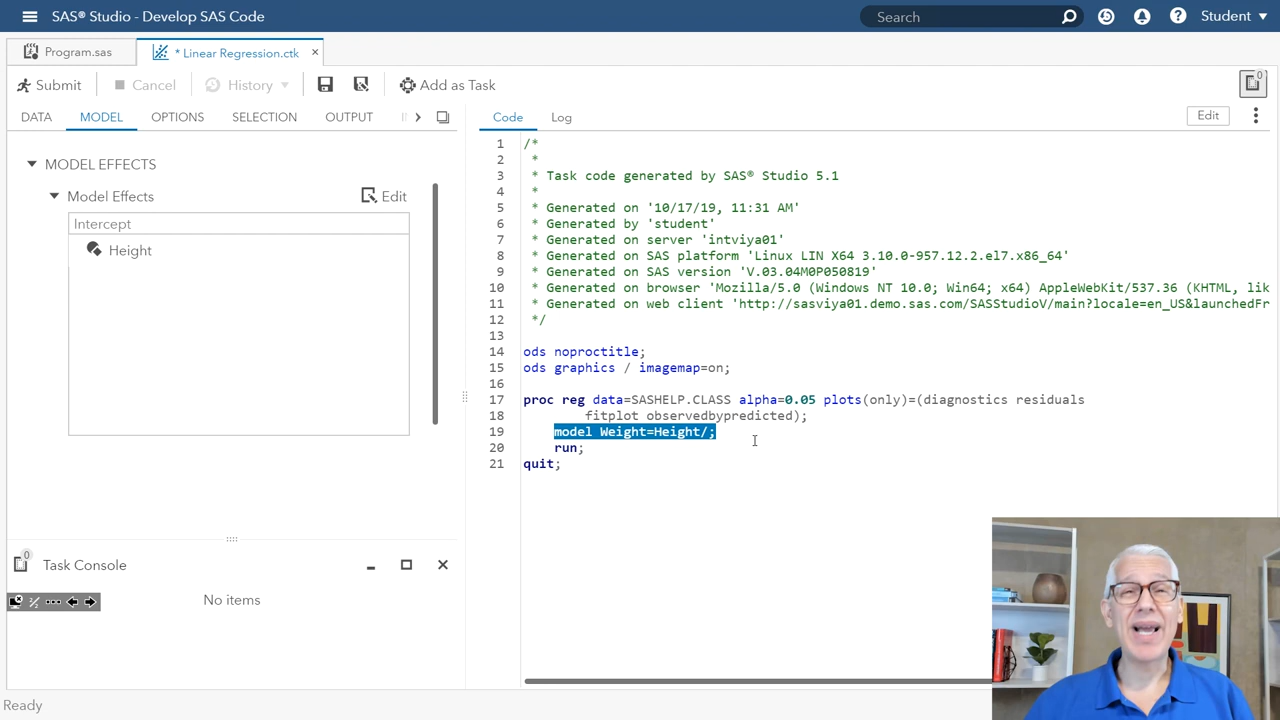 SAS® Studio - Develop SAS Code
Search
Student
Program.sas
* Linear Regression.ctk
Submit
Cancel
History
Add as Task
0
DATA
MODEL
OPTIONS
SELECTION
OUTPUT
Code
Log
Edit
MODEL EFFECTS
Model Effects
Edit
Intercept
Height
1 /*
2 *
3 * Task code generated by SAS® Studio 5.1
4 *
5 * Generated on '10/17/19, 11:31 AM'
6 * Generated by 'student'
7 * Generated on server 'intviya01'
8 * Generated on SAS platform 'Linux LIN X64 3.10.0-957.12.2.el7.x86_64'
9 * Generated on SAS version 'V.03.04M0P050819'
10 * Generated on browser 'Mozilla/5.0 (Windows NT 10.0; Win64; x64) AppleWebKit/537.36 (KHTML, lik
11 * Generated on web client 'http://sasviya01.demo.sas.com/SASStudioV/main?locale=en_US&launchedFr
12 */
13
14 ods noproctitle;
15 ods graphics / imagemap=on;
16
17 proc reg data=SASHELP.CLASS alpha=0.05 plots(only)=(diagnostics residuals
18 fitplot observedbypredicted);
19 model Weight=Height/;
20 run;
21 quit;
0
Task Console
No items
Ready